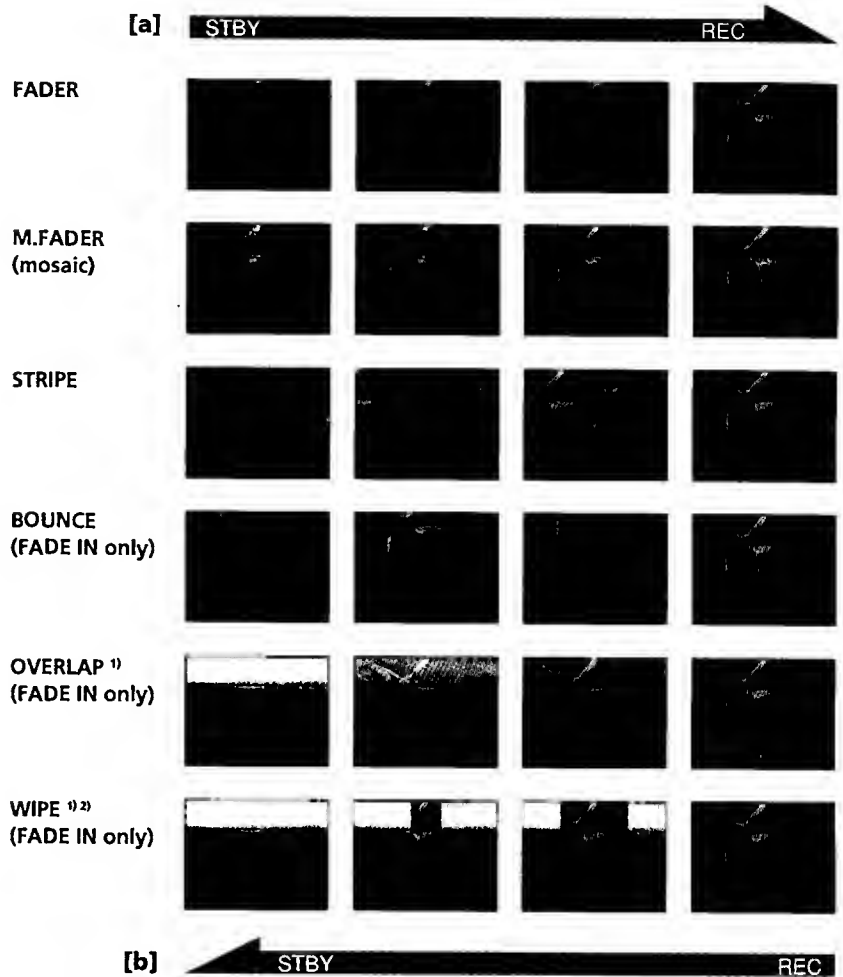 [a] STBY REC
FADER
M.FADER
(mosaic)
STRIPE
BOUNCE
(FADE IN only)
OVERLAP 1)
(FADE IN only)
WIPE 1) 2)
(FADE IN only)
[b] STBY REC